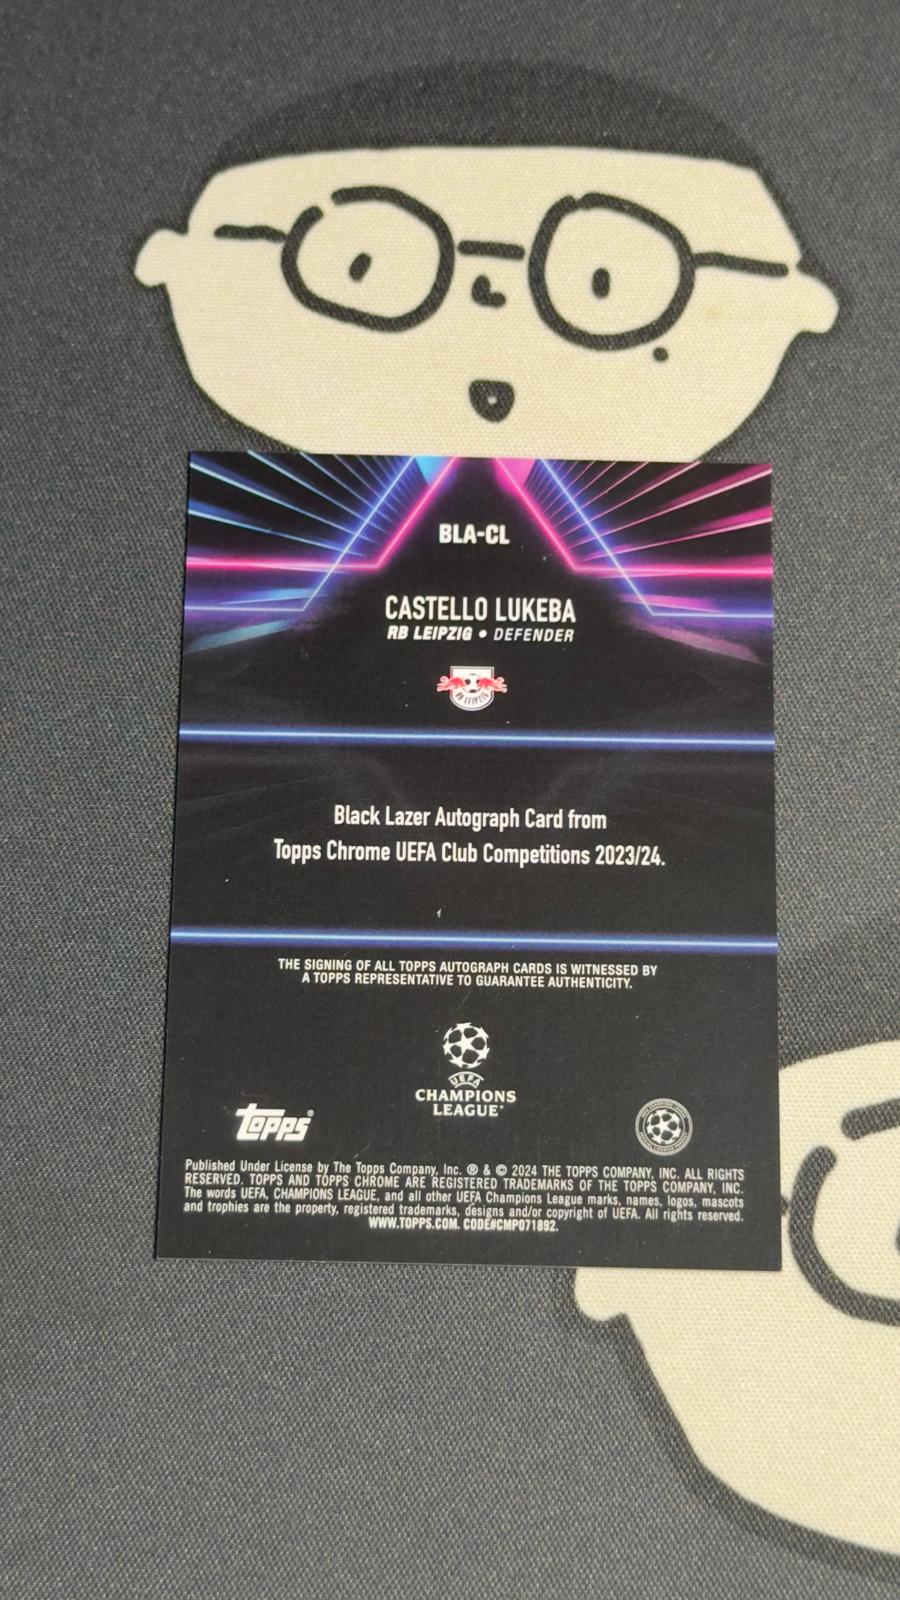 BLA-CL
CASTELLO LUKEBA
RB LEIPZIG • DEFENDER
RB LEIPZIG
Black Lazer Autograph Card from
Topps Chrome UEFA Club Competitions 2023/24.
THE SIGNING OF ALL TOPPS AUTOGRAPH CARDS IS WITNESSED BY
A TOPPS REPRESENTATIVE TO GUARANTEE AUTHENTICITY.
UEFA
CHAMPIONS
LEAGUE®
Topps®
Published Under License by The Topps Company, Inc. ® & © 2024 THE TOPPS COMPANY, INC. ALL RIGHTS
RESERVED. TOPPS AND TOPPS CHROME ARE REGISTERED TRADEMARKS OF THE TOPPS COMPANY, INC.
The words UEFA, CHAMPIONS LEAGUE, and all other UEFA Champions League marks, names, logos, mascots
and trophies are the property, registered trademarks, designs and/or copyright of UEFA. All rights reserved.
WWW.TOPPS.COM. CODE#CMP071892.